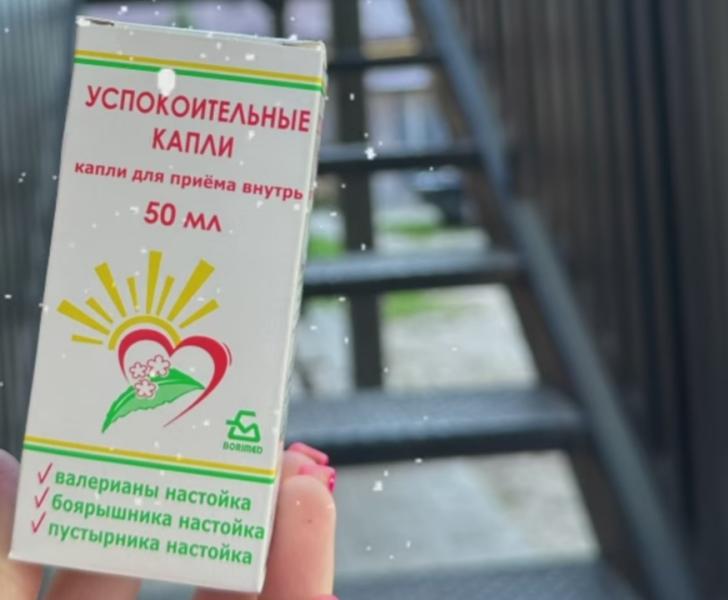 УСПОКОИТЕЛЬНЫЕ
КАПЛИ
капли для приёма внутрь
50 мл
BORIMED
валерианы настойка
боярышника настойка
пустырника настойка